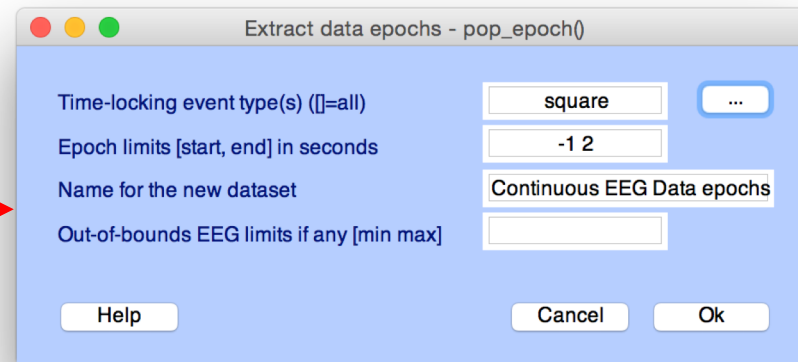 Extract data epochs - pop_epoch()
Time-locking event type(s) ([]=all) square ...
Epoch limits [start, end] in seconds -1 2
Name for the new dataset Continuous EEG Data epochs
Out-of-bounds EEG limits if any [min max]
Help Cancel Ok